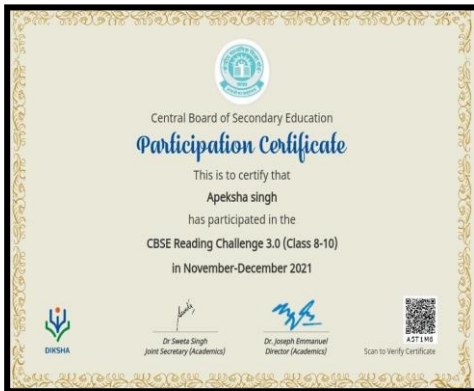 Central Board of Secondary Education
Participation Certificate
This is to certify that
Apeksha singh
has participated in the
CBSE Reading Challenge 3.0 (Class 8-10)
in November-December 2021
DIKSHA
Dr Sweta Singh
Joint Secretary (Academics)
Dr. Joseph Emmanuel
Director (Academics)
AST1M6
Scan to Verify Certificate